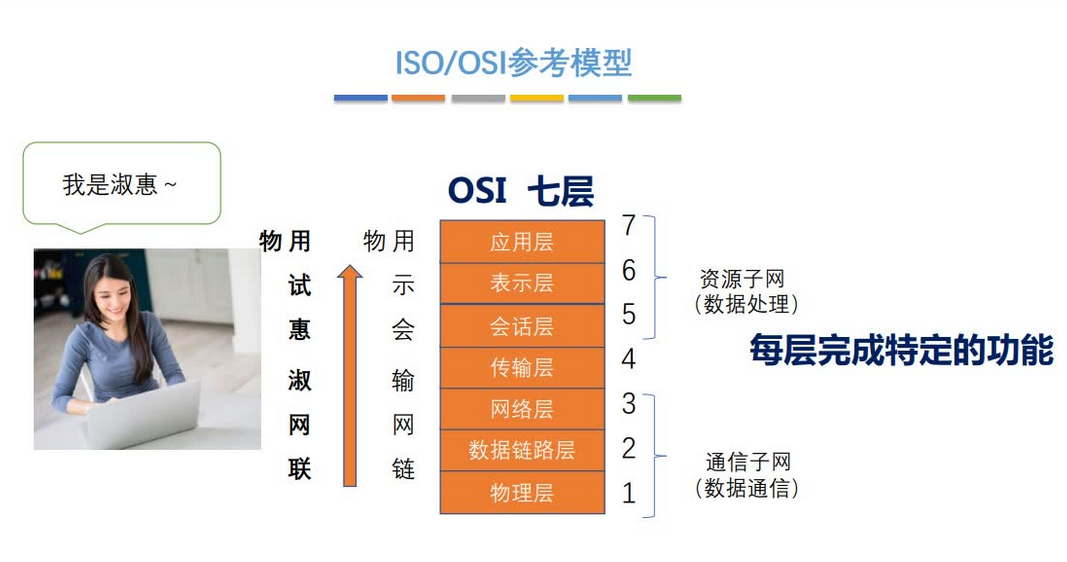 ISO/OSI参考模型
我是淑惠~
OSI 七层
物 用
试
惠
淑
网
联
物 用
示
会
输
网
链
应用层
表示层
会话层
传输层
网络层
数据链路层
物理层
7
6
5
4
3
2
1
资源子网
（数据处理）
通信子网
（数据通信）
每层完成特定的功能